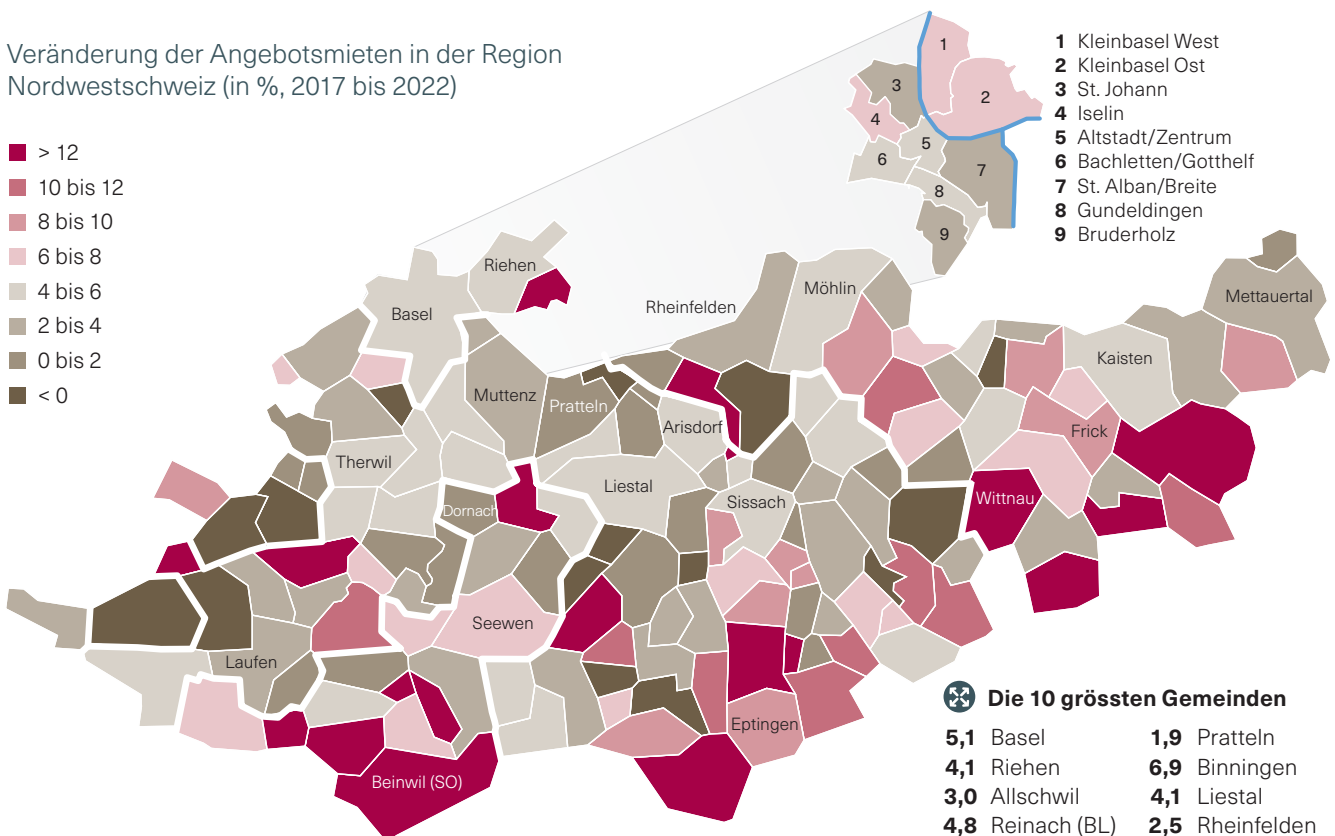 Veränderung der Angebotsmieten in der Region
Nordwestschweiz (in %, 2017 bis 2022)
> 12
10 bis 12
8 bis 10
6 bis 8
4 bis 6
2 bis 4
0 bis 2
< 0
1 Kleinbasel West
2 Kleinbasel Ost
3 St. Johann
4 Iselin
5 Altstadt/Zentrum
6 Bachletten/Gotthelf
7 St. Alban/Breite
8 Gundeldingen
9 Bruderholz
1
2
3
4
5
6
7
8
9
Riehen
Basel
Rheinfelden
Möhlin
Mettauertal
Kaisten
Muttenz
Pratteln
Arisdorf
Frick
Therwil
Liestal
Sissach
Wittnau
Dornach
Seewen
Laufen
Eptingen
Beinwil (SO)
Die 10 grössten Gemeinden
5,1 Basel 1,9 Pratteln
4,1 Riehen 6,9 Binningen
3,0 Allschwil 4,1 Liestal
4,8 Reinach (BL) 2,5 Rheinfelden